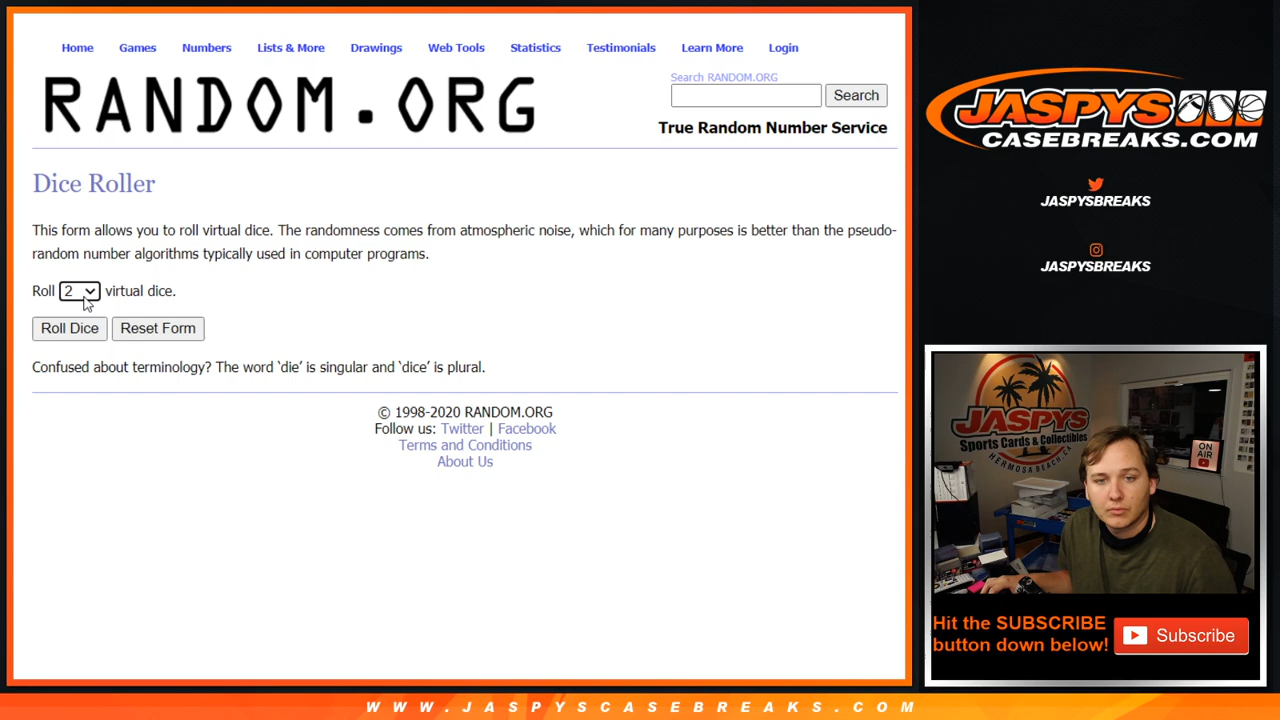 Home Games Numbers Lists & More Drawings Web Tools Statistics Testimonials Learn More Login
RANDOM.ORG
Search RANDOM.ORG
Search
True Random Number Service
Dice Roller
This form allows you to roll virtual dice. The randomness comes from atmospheric noise, which for many purposes is better than the pseudo-
random number algorithms typically used in computer programs.
Roll 2 virtual dice.
Roll Dice Reset Form
Confused about terminology? The word ‘die’ is singular and ‘dice’ is plural.
© 1998-2020 RANDOM.ORG
Follow us: Twitter | Facebook
Terms and Conditions
About Us
JASPYS
CASEBREAKS.COM
JASPYSBREAKS
JASPYSBREAKS
JASPYS
Sports Cards & Collectibles
HERMOSA BEACH, CA
ON
AIR
Hit the SUBSCRIBE
button down below!
Subscribe
WWW.JASPYSCASEBREAKS.COM